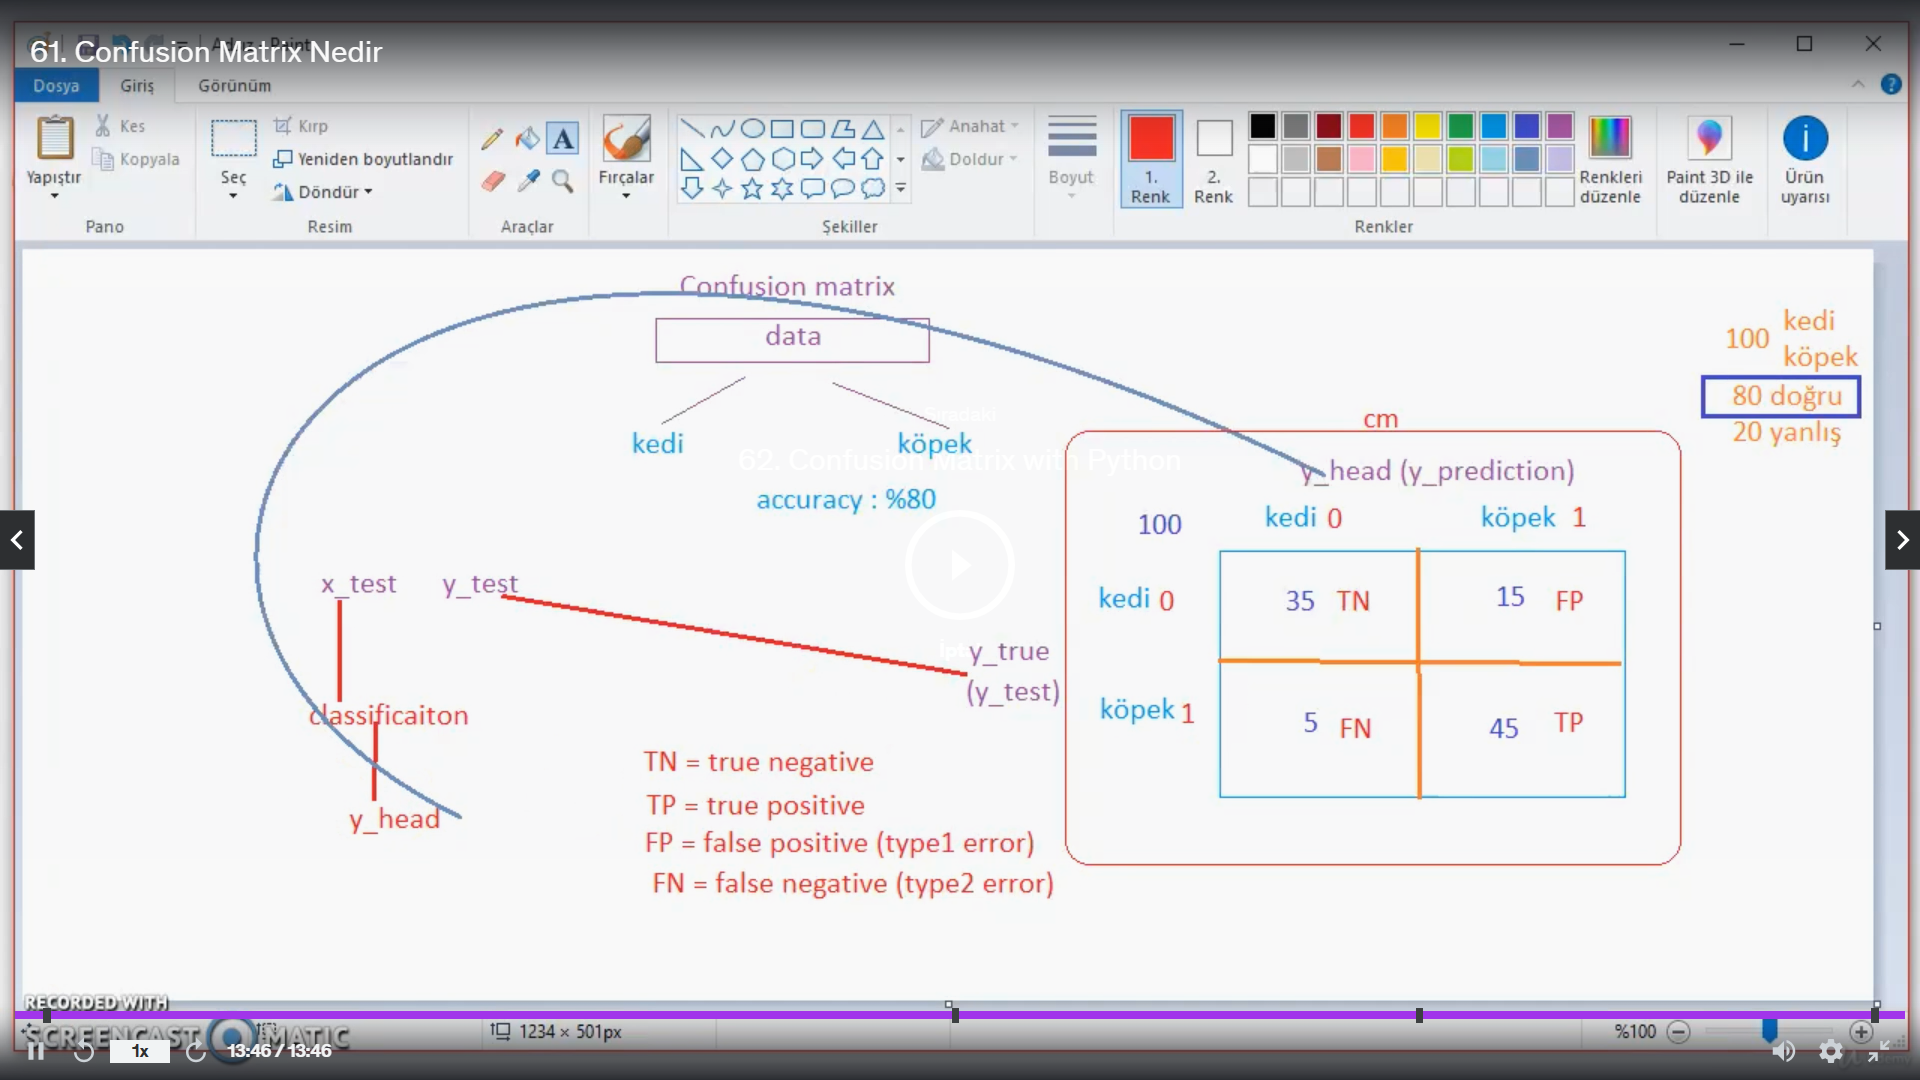 61. Confusion Matrix Nedir
Dosya Giriş Görünüm
Yapıştır
Kes
Kopyala
Pano
Seç
Kırp
Yeniden boyutlandır
Döndür
Resim
A
Araçlar
Fırçalar
Şekiller
Anahat
Doldur
Boyut
1.
Renk
2.
Renk
Renkler
Renkleri
düzenle
Paint 3D ile
düzenle
Ürün
uyarısı
Confusion matrix
data
kedi köpek
Sıradaki
62. Confusion Matrix with Python
accuracy : %80
100 kedi
köpek
80 doğru
20 yanlış
cm
y_head (y_prediction)
100 kedi 0 köpek 1
kedi 0 35 TN 15 FP
köpek 1 5 FN 45 TP
x_test y_test
y_true
(y_test)
classificaiton
y_head
TN = true negative
TP = true positive
FP = false positive (type1 error)
FN = false negative (type2 error)
RECORDED WITH
SCREENCAST MATIC
1234 × 501px
%100
1x
13:46 / 13:46